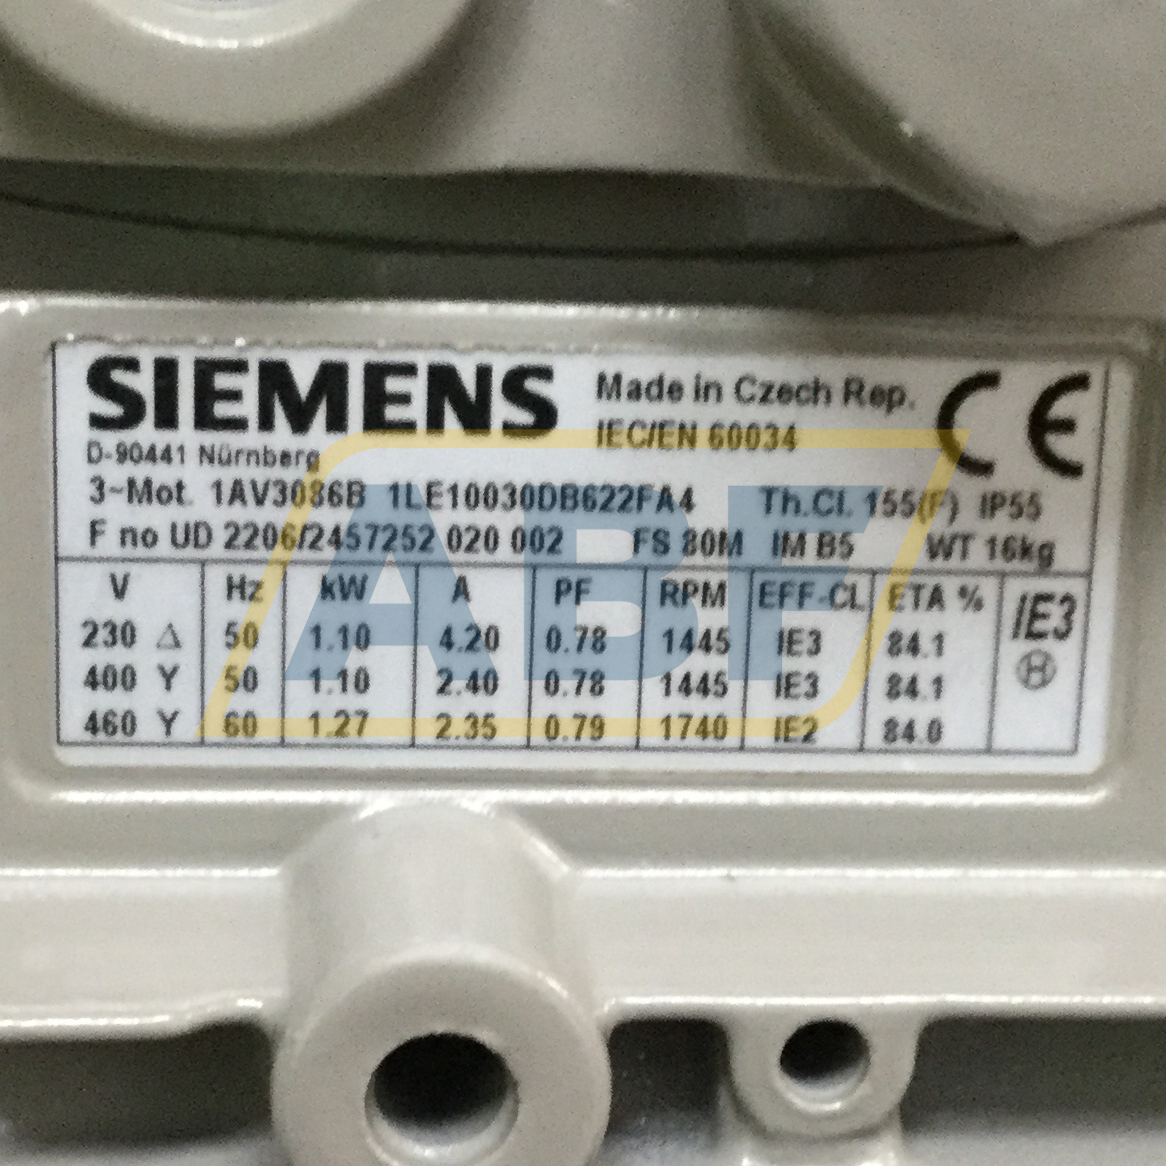 SIEMENS
Made in Czech Rep.
IEC/EN 60034
CE
D-90441 Nürnberg
3~Mot. 1AV3086B 1LE10030DB622FA4 Th.Cl. 155(F) IP55
F no UD 2206/2457252 020 002 FS 80M IM B5 WT 16kg
V Hz kW A PF RPM EFF-CL ETA % IE3
230 Δ 50 1.10 4.20 0.78 1445 IE3 84.1
400 Y 50 1.10 2.40 0.78 1445 IE3 84.1
460 Y 60 1.27 2.35 0.79 1740 IE2 84.0
H
ABF